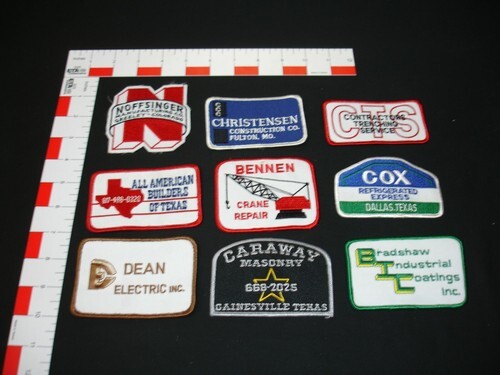 NOFFSINGER
MANUFACTURING CO.
GREELEY · COLORADO
N
CHRISTENSEN
CONSTRUCTION CO.
FULTON, MO.
CTS
CONTRACTORS
TRENCHING
SERVICE
ALL AMERICAN
BUILDERS
OF TEXAS
BENNEN
CRANE
REPAIR
COX
REFRIGERATED
EXPRESS
DALLAS, TEXAS
DEAN
ELECTRIC INC.
CARAWAY
MASONRY
668-2025
GAINESVILLE TEXAS
Bradshaw
Industrial
Coatings
Inc.